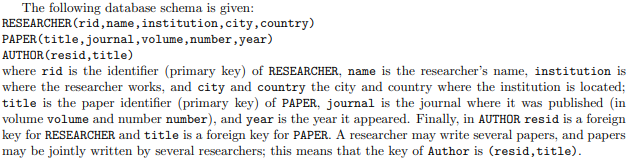 The following database schema is given:
RESEARCHER(rid,name,institution,city,country)
PAPER(title,journal,volume,number,year)
AUTHOR(resid,title)
where rid is the identifier (primary key) of RESEARCHER, name is the researcher's name, institution is
where the researcher works, and city and country the city and country where the institution is located;
title is the paper identifier (primary key) of PAPER, journal is the journal where it was published (in
volume volume and number number), and year is the year it appeared. Finally, in AUTHOR resid is a foreign
key for RESEARCHER and title is a foreign key for PAPER. A researcher may write several papers, and papers
may be jointly written by several researchers; this means that the key of Author is (resid,title).